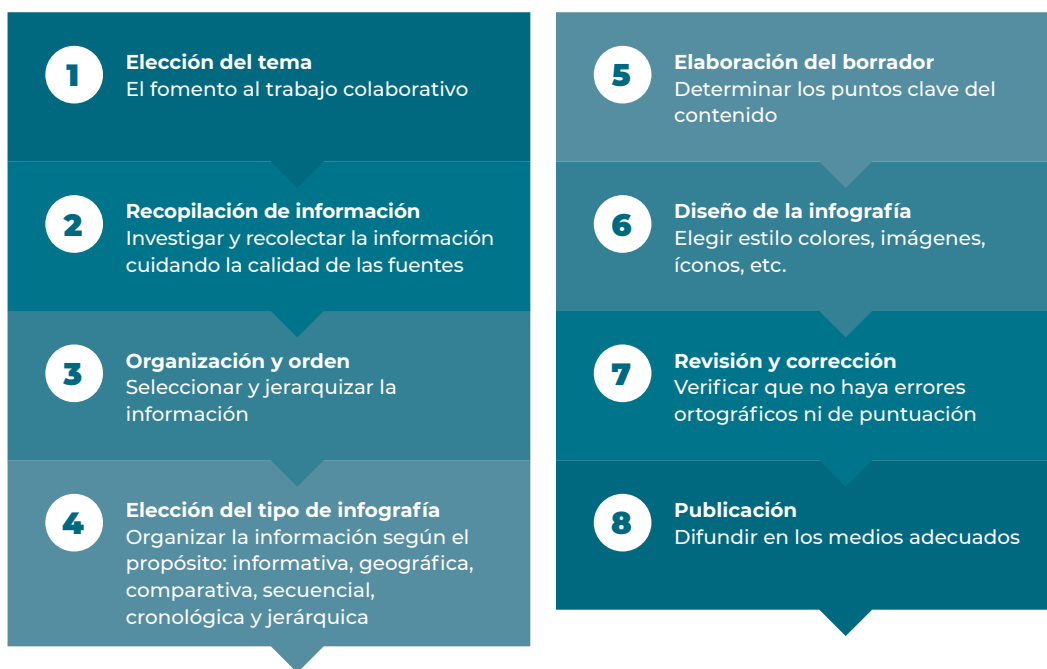 1
Elección del tema
El fomento al trabajo colaborativo
2
Recopilación de información
Investigar y recolectar la información
cuidando la calidad de las fuentes
3
Organización y orden
Seleccionar y jerarquizar la
información
4
Elección del tipo de infografía
Organizar la información según el
propósito: informativa, geográfica,
comparativa, secuencial,
cronológica y jerárquica
5
Elaboración del borrador
Determinar los puntos clave del
contenido
6
Diseño de la infografía
Elegir estilo colores, imágenes,
íconos, etc.
7
Revisión y corrección
Verificar que no haya errores
ortográficos ni de puntuación
8
Publicación
Difundir en los medios adecuados